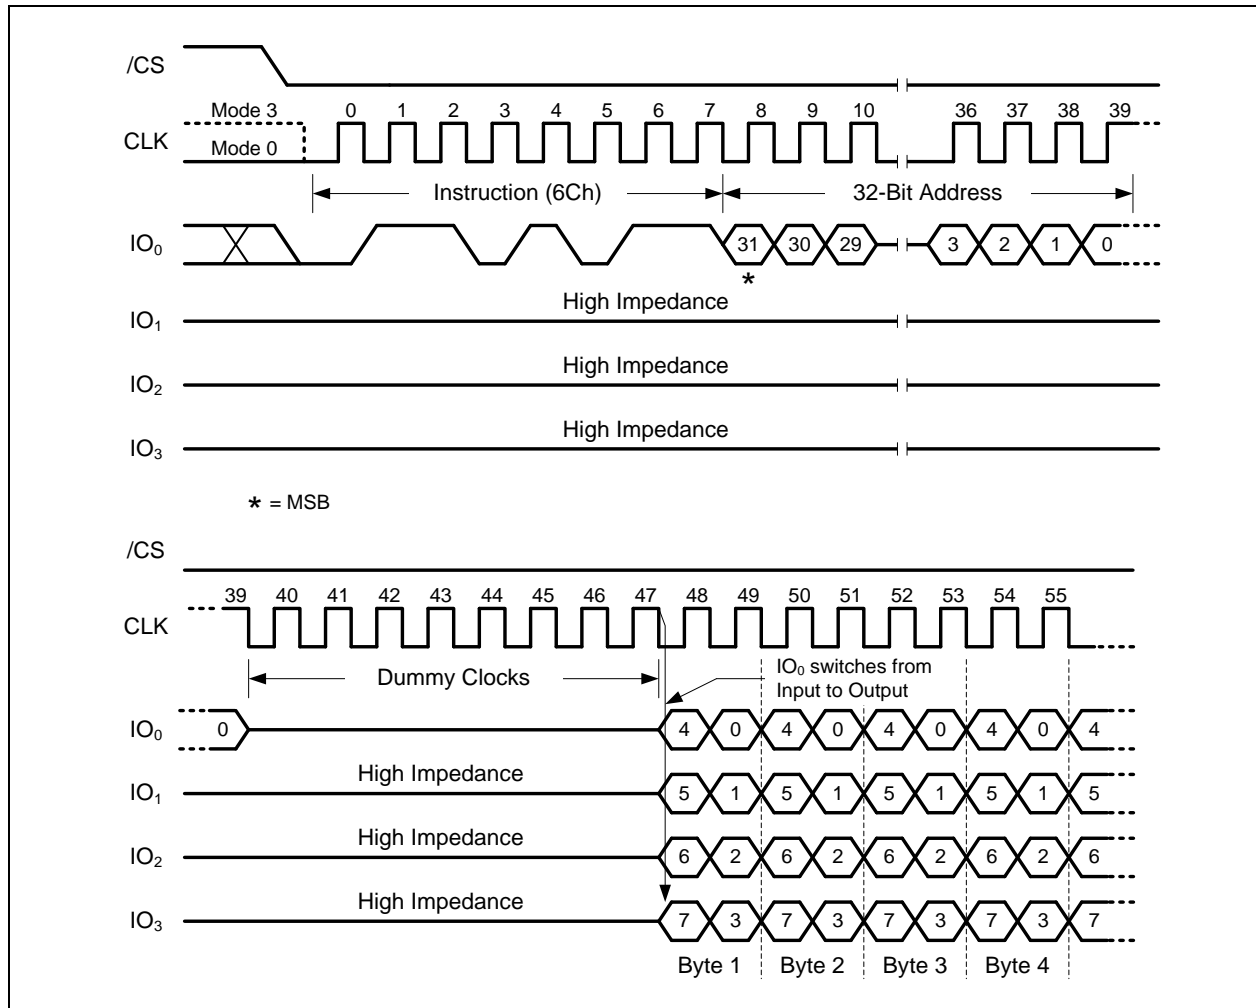 /CS
Mode 3 0 1 2 3 4 5 6 7 8 9 10 36 37 38 39
CLK
Mode 0
Instruction (6Ch) 32-Bit Address
IO0 31 30 29 3 2 1 0
*
High Impedance
IO1
High Impedance
IO2
High Impedance
IO3
* = MSB
/CS
39 40 41 42 43 44 45 46 47 48 49 50 51 52 53 54 55
CLK
Dummy Clocks
IO0 switches from
Input to Output
IO0 0 4 0 4 0 4 0 4 0 4
High Impedance
IO1 5 1 5 1 5 1 5 1 5
High Impedance
IO2 6 2 6 2 6 2 6 2 6
High Impedance
IO3 7 3 7 3 7 3 7 3 7
Byte 1 Byte 2 Byte 3 Byte 4